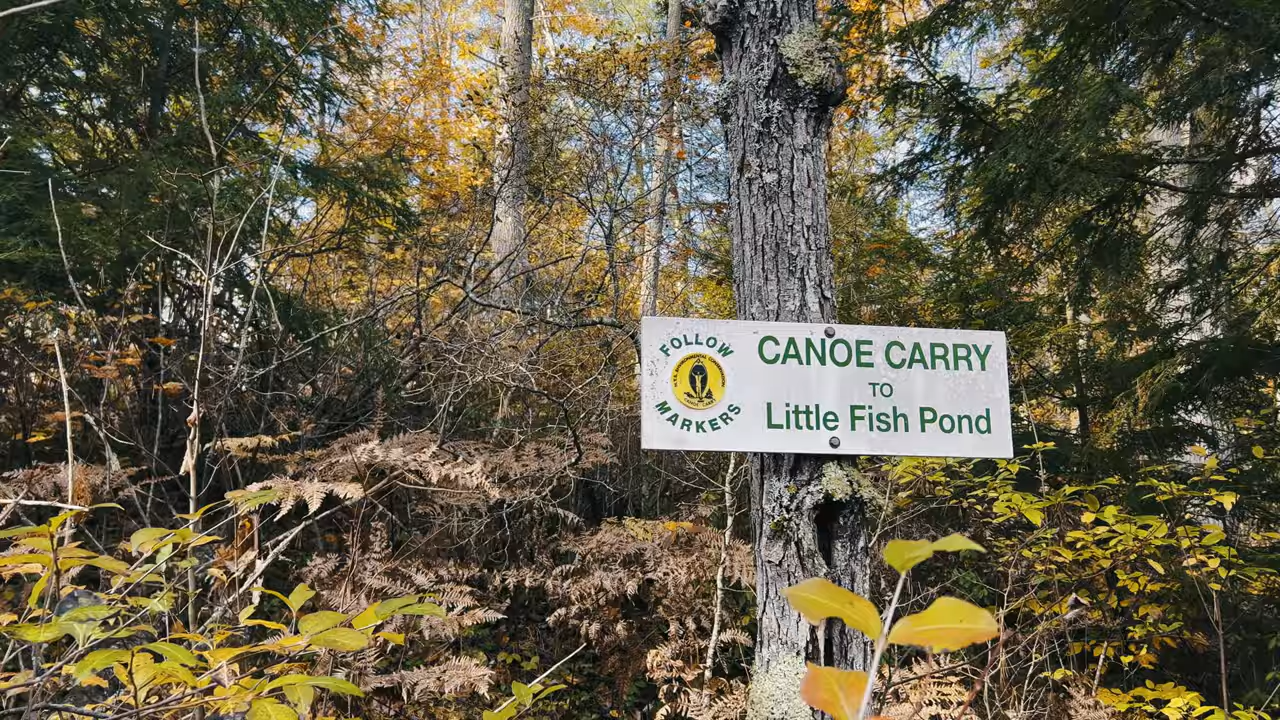 FOLLOW
MARKERS
CANOE CARRY
TO
Little Fish Pond